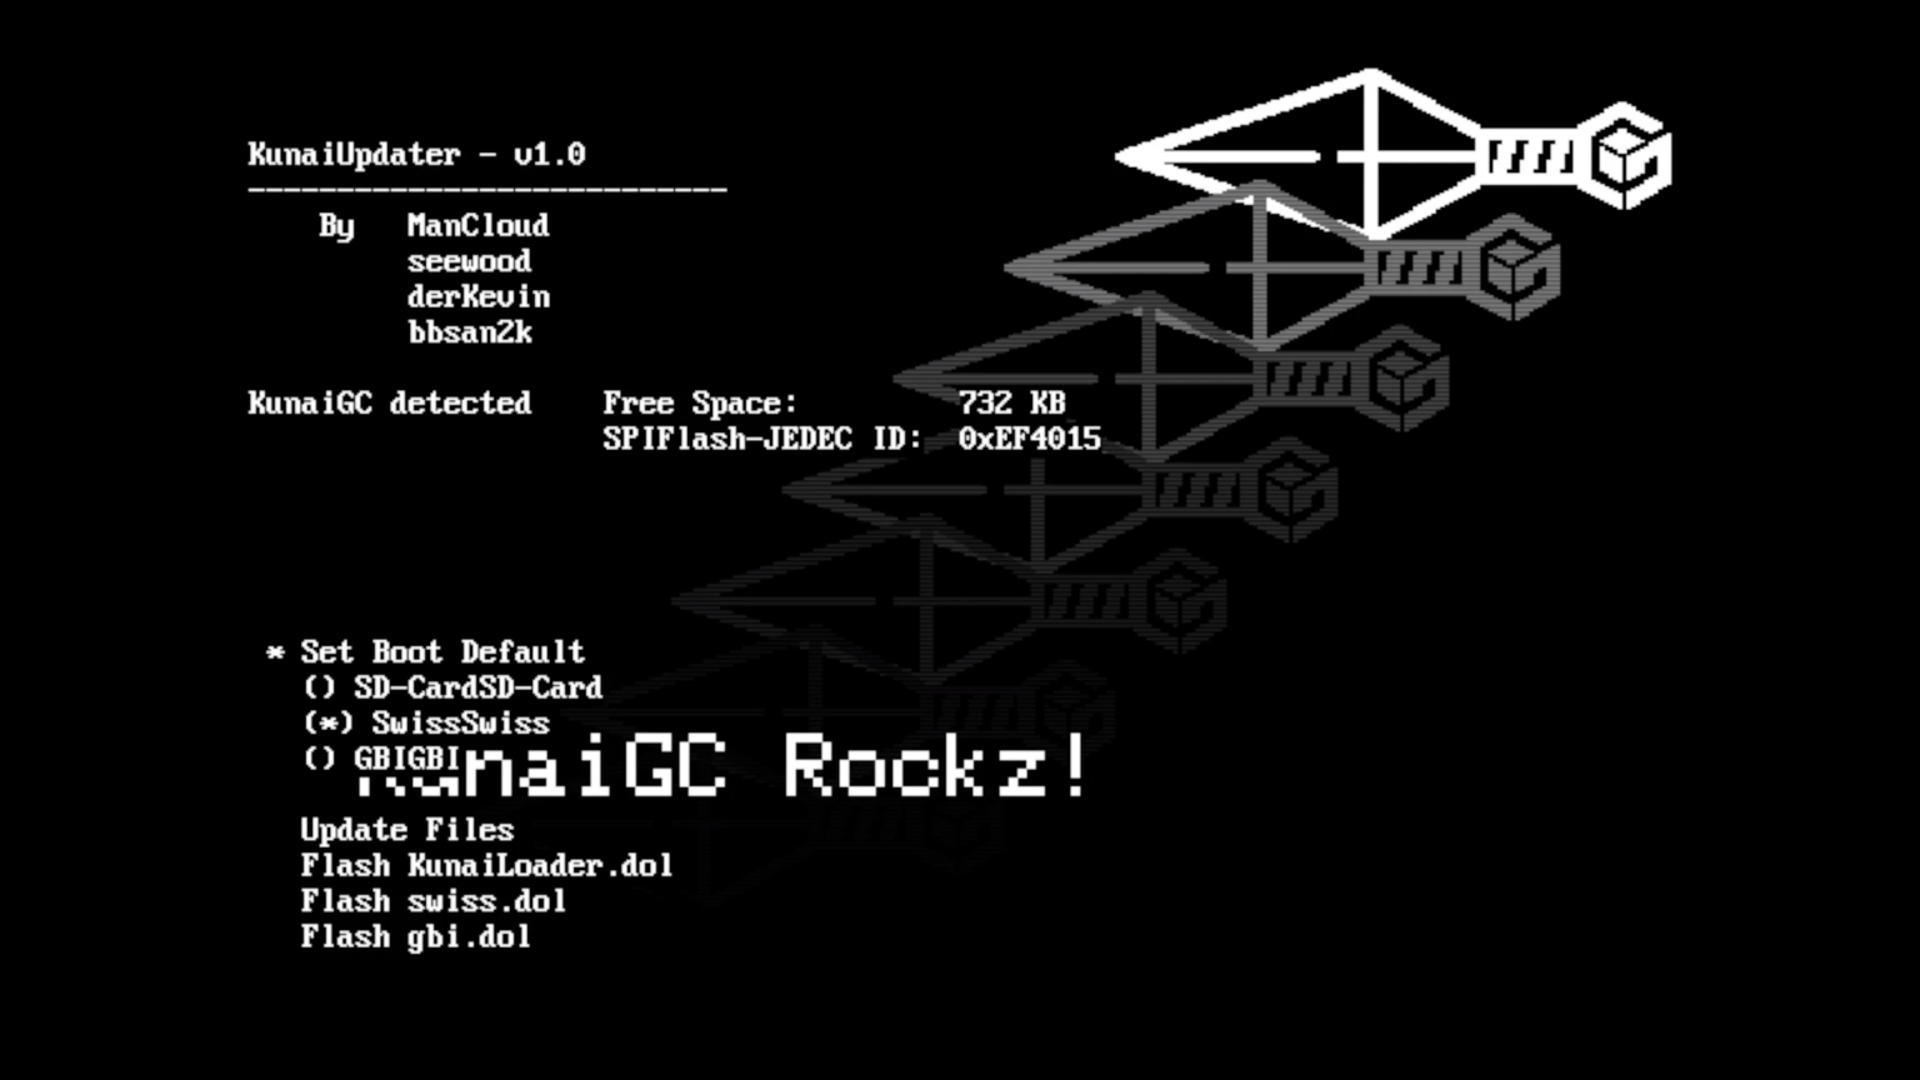 KunaiUpdater - v1.0
---------------------------
By ManCloud
seewood
derKevin
bbsan2k
KunaiGC detected Free Space: 732 KB
SPIFlash-JEDEC ID: 0xEF4015
* Set Boot Default
() SD-CardSD-Card
(*) SwissSwiss
() GBIGBI
KunaiGC Rockz!
Update Files
Flash KunaiLoader.dol
Flash swiss.dol
Flash gbi.dol